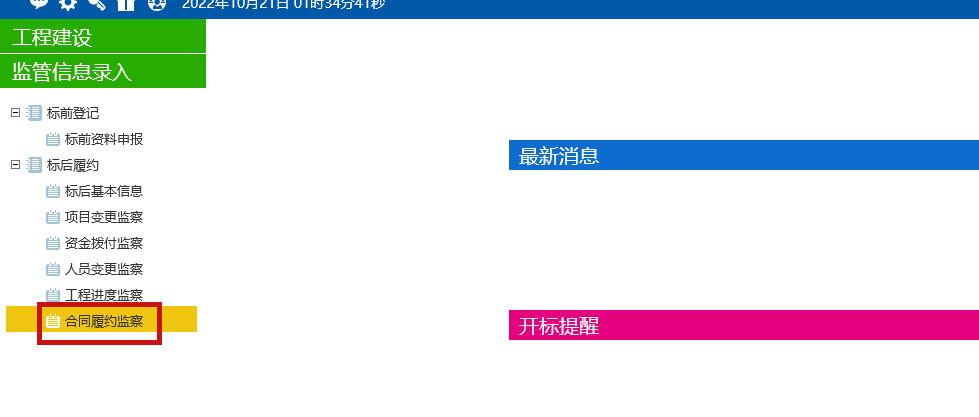 2022年10月21日 01时34分41秒
工程建设
监管信息录入
标前登记
标前资料申报
标后履约
标后基本信息
项目变更监察
资金拨付监察
人员变更监察
工程进度监察
合同履约监察
最新消息
开标提醒